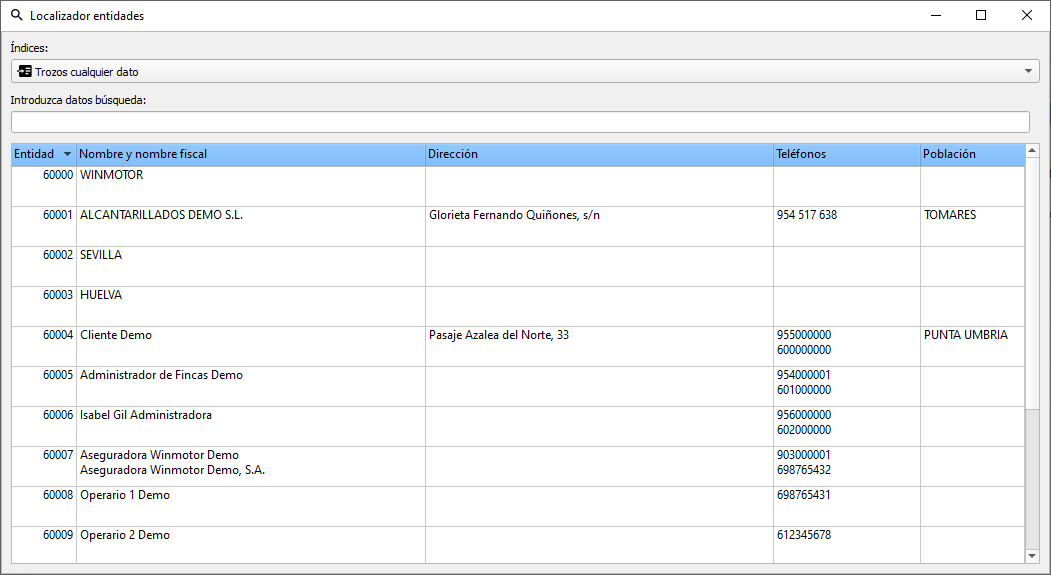 Localizador entidades
Índices:
Trozos cualquier dato
Introduzca datos búsqueda:
Entidad Nombre y nombre fiscal Dirección Teléfonos Población
60000 WINMOTOR
60001 ALCANTARILLADOS DEMO S.L. Glorieta Fernando Quiñones, s/n 954 517 638 TOMARES
60002 SEVILLA
60003 HUELVA
60004 Cliente Demo Pasaje Azalea del Norte, 33 955000000 PUNTA UMBRIA
600000000
60005 Administrador de Fincas Demo 954000001
601000000
60006 Isabel Gil Administradora 956000000
602000000
60007 Aseguradora Winmotor Demo 903000001
Aseguradora Winmotor Demo, S.A. 698765432
60008 Operario 1 Demo 698765431
60009 Operario 2 Demo 612345678